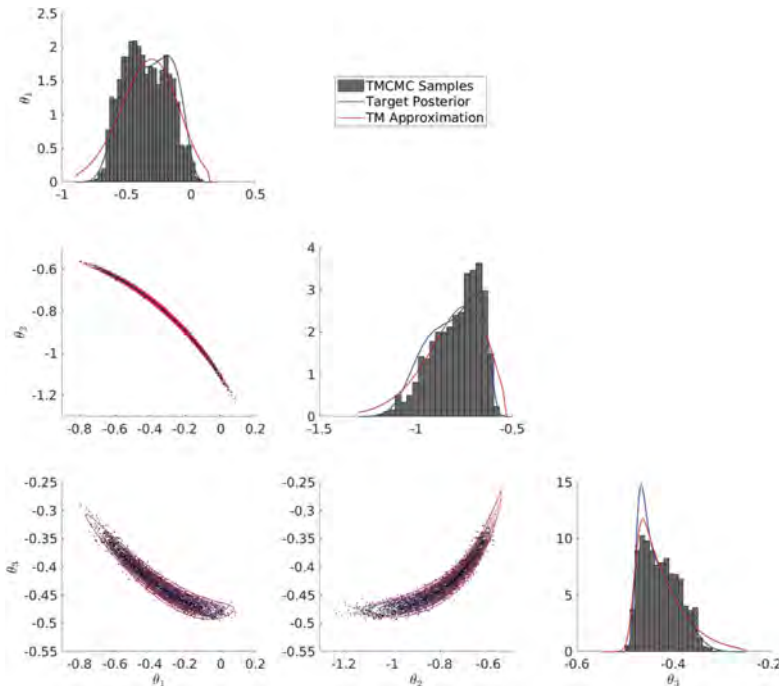 2.5
2
1.5
θ₁
1
0.5
0
-1 -0.5 0 0.5
TMCMC Samples
Target Posterior
TM Approximation
-0.6
-0.8
θ₂
-1
-1.2
-0.8 -0.6 -0.4 -0.2 0 0.2
4
3
2
1
0
-1.5 -1 -0.5
-0.25
-0.3
-0.35
-0.4
θ₃
-0.45
-0.5
-0.55
-0.8 -0.6 -0.4 -0.2 0 0.2
θ₁
-0.25
-0.3
-0.35
-0.4
-0.45
-0.5
-0.55
-1.2 -1 -0.8 -0.6
θ₂
15
10
5
0
-0.6 -0.4 -0.2
θ₃